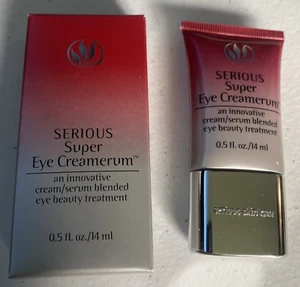 SERIOUS
Super
Eye Creamerum™
an innovative
cream/serum blended
eye beauty treatment
0.5 fl. oz./14 ml
SERIOUS
Super
Eye Creamerum™
an innovative
cream/serum blended
eye beauty treatment
0.5 fl. oz./14 ml
serious skin care